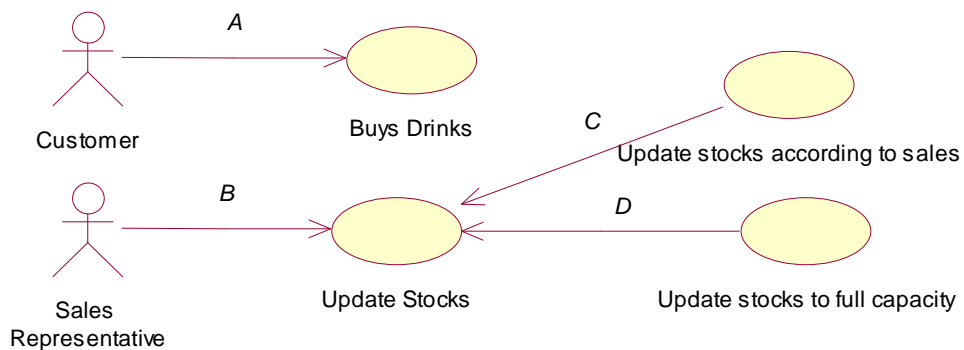 A
Customer
Buys Drinks
C
Update stocks according to sales
B
D
Sales
Representative
Update Stocks
Update stocks to full capacity